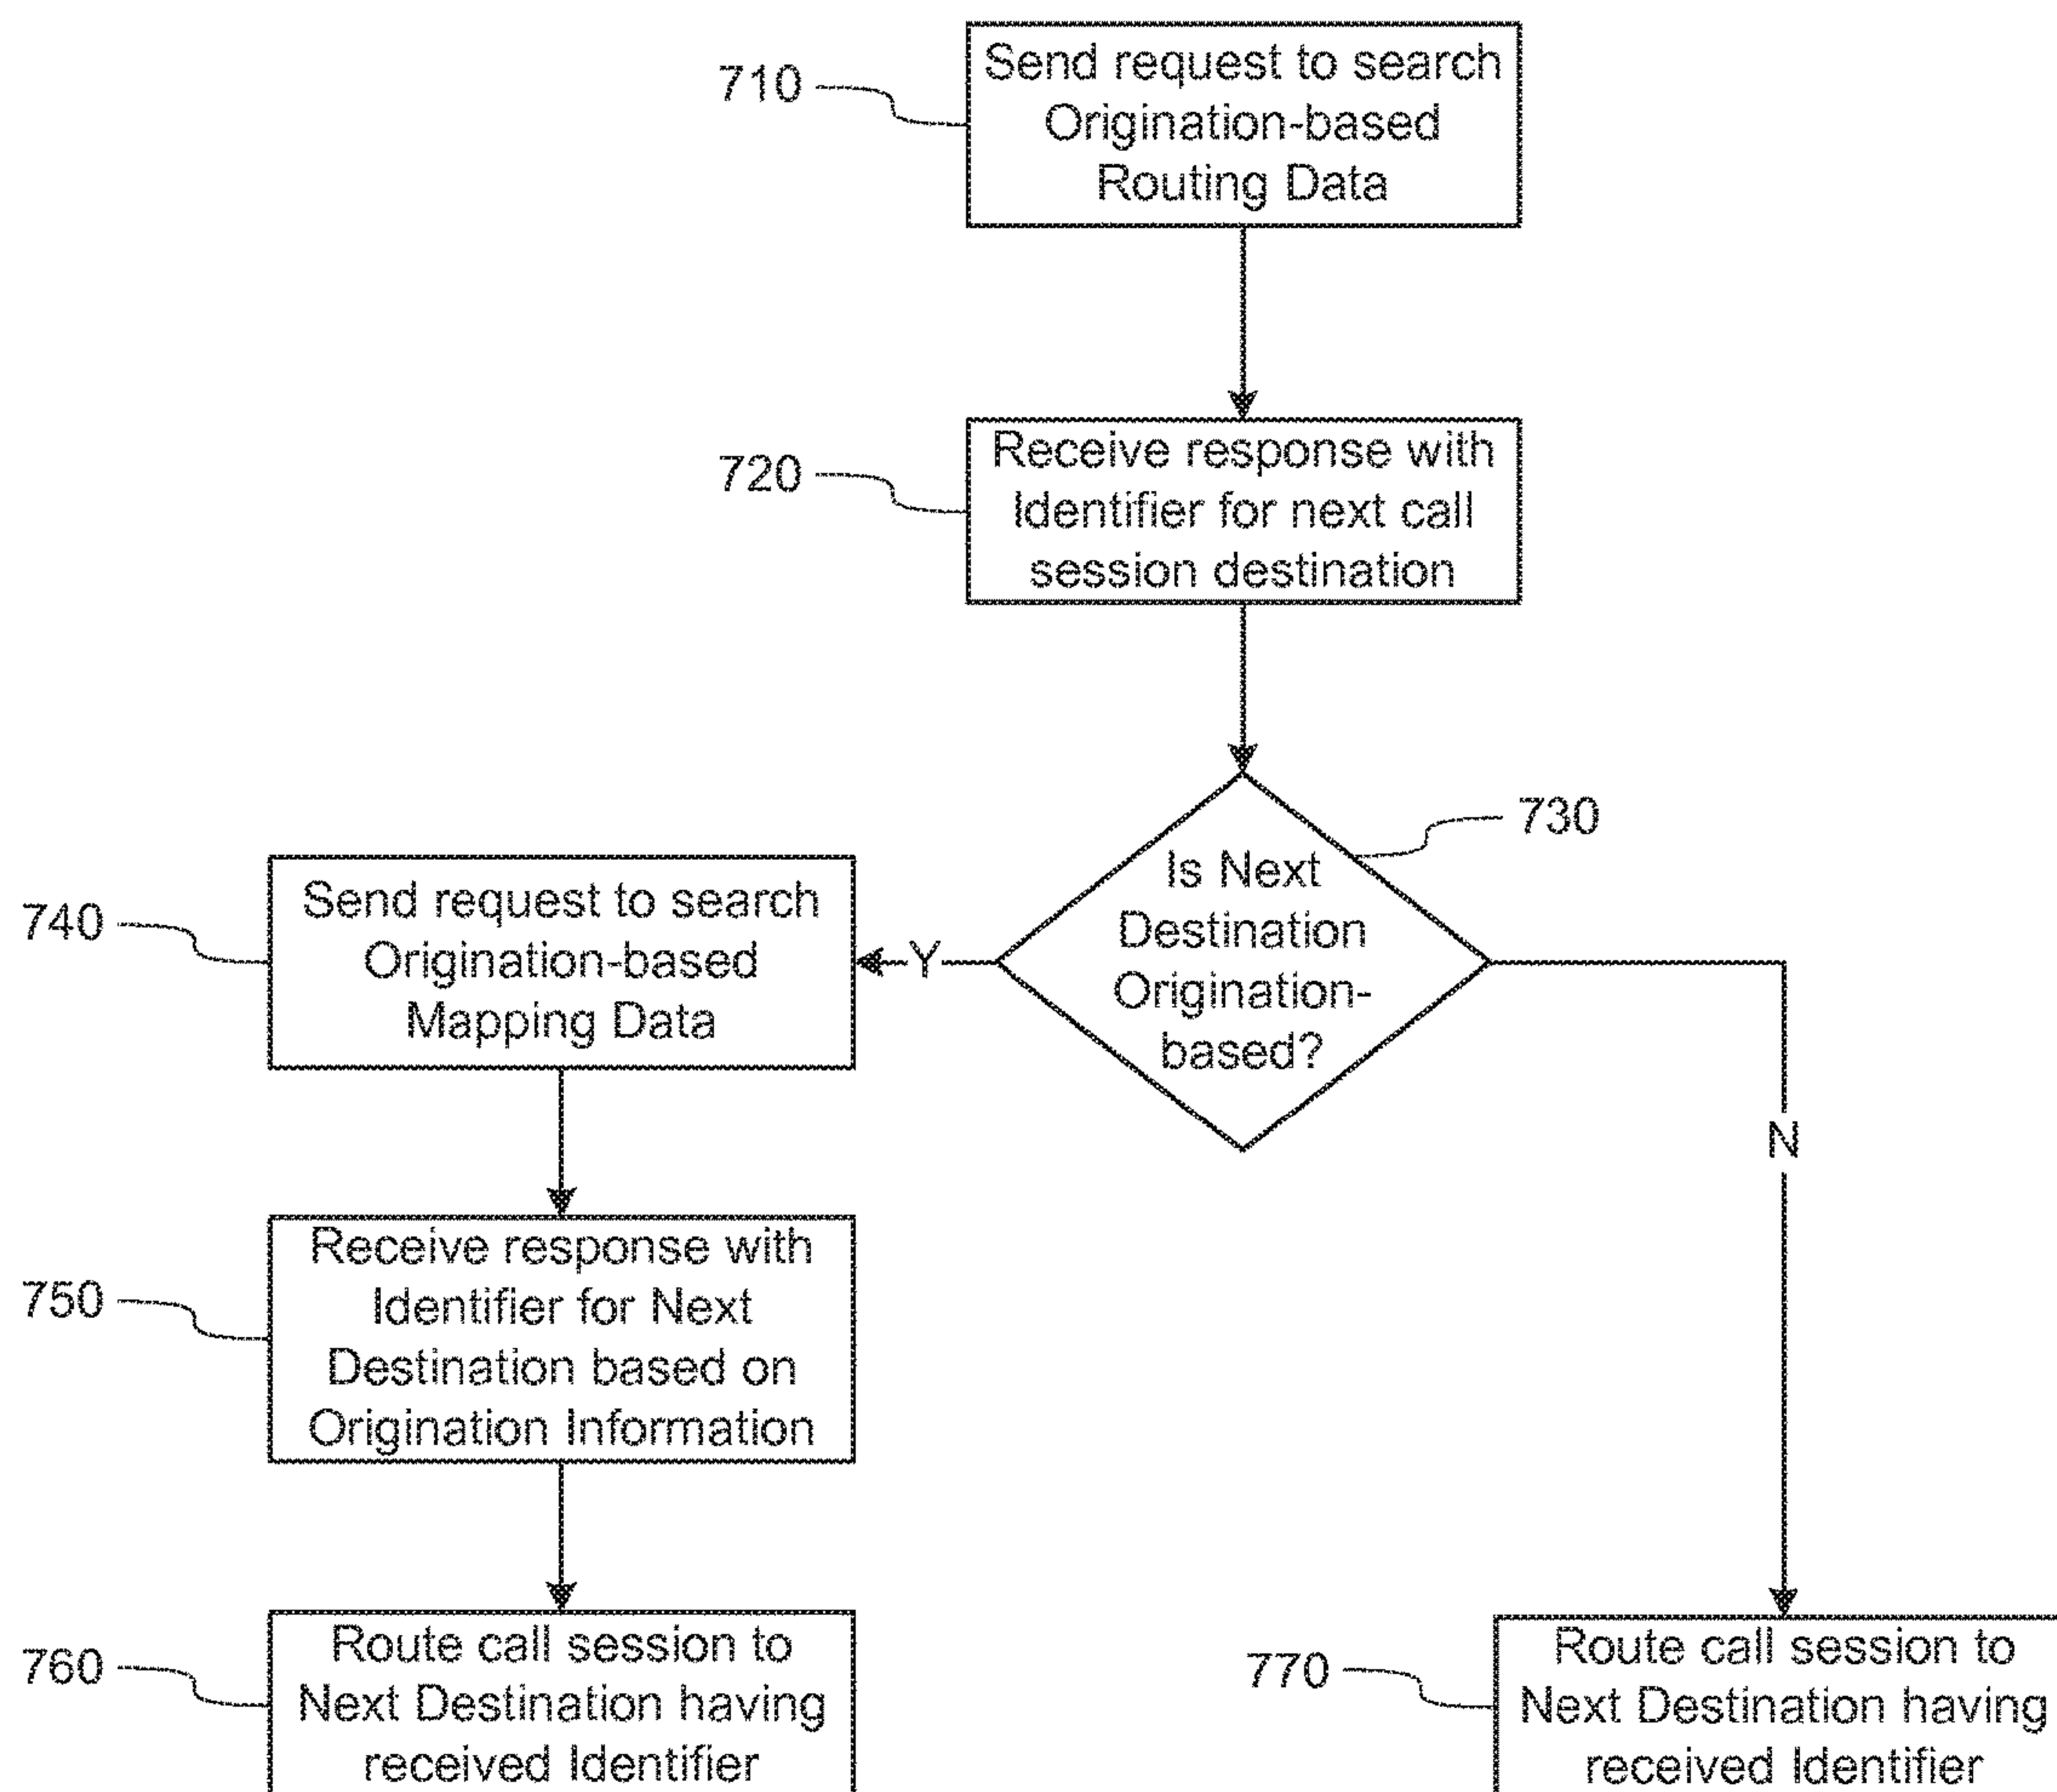 710
Send request to search
Origination-based
Routing Data
720
Receive response with
Identifier for next call
session destination
730
Is Next
Destination
Origination-
based?
Y
N
740
Send request to search
Origination-based
Mapping Data
750
Receive response with
Identifier for Next
Destination based on
Origination Information
760
Route call session to
Next Destination having
received Identifier
770
Route call session to
Next Destination having
received Identifier